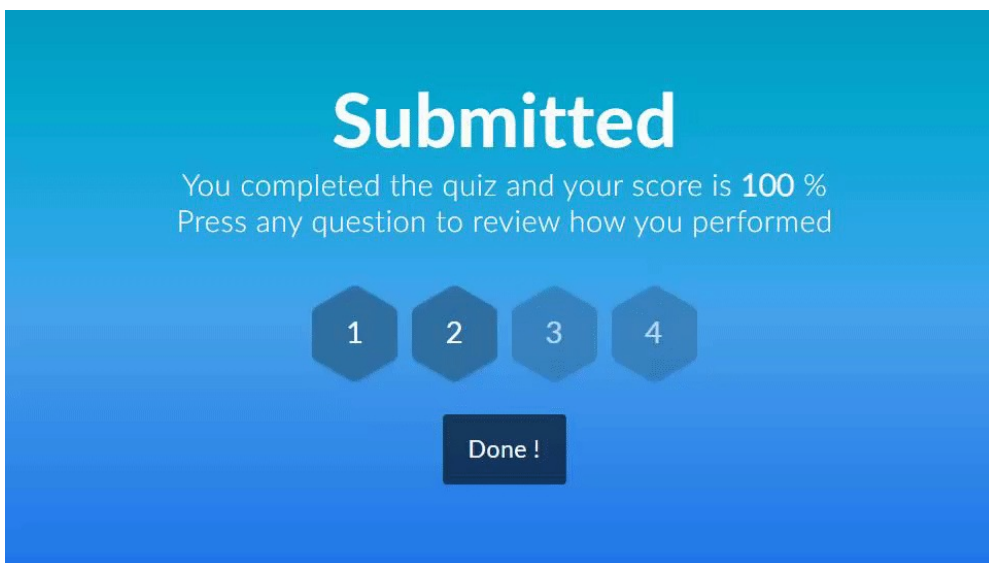 Submitted
You completed the quiz and your score is 100 %
Press any question to review how you performed
1 2 3 4
Done !